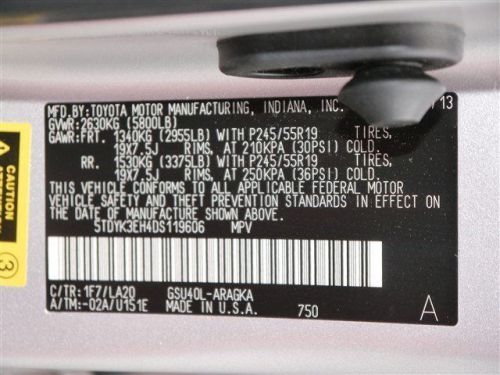 MFD.BY:TOYOTA MOTOR MANUFACTURING, INDIANA, INC. /13
GVWR:2630KG (5800LB)
GAWR:FRT. 1340KG (2955LB) WITH P245/55R19 TIRES,
19X7.5J RIMS, AT 210KPA (30PSI) COLD.
RR. 1530KG (3375LB) WITH P245/55R19 TIRES,
19X7.5J RIMS, AT 250KPA (36PSI) COLD.
THIS VEHICLE CONFORMS TO ALL APPLICABLE FEDERAL MOTOR
VEHICLE SAFETY AND THEFT PREVENTION STANDARDS IN EFFECT ON
THE DATE OF MANUFACTURE SHOWN ABOVE.
5TDYK3EH4DS119606 MPV
C/TR:1F7/LA20 GSU40L-ARAGKA
A/TM:-02A/U151E MADE IN U.S.A. 750 A
CAUTION
3